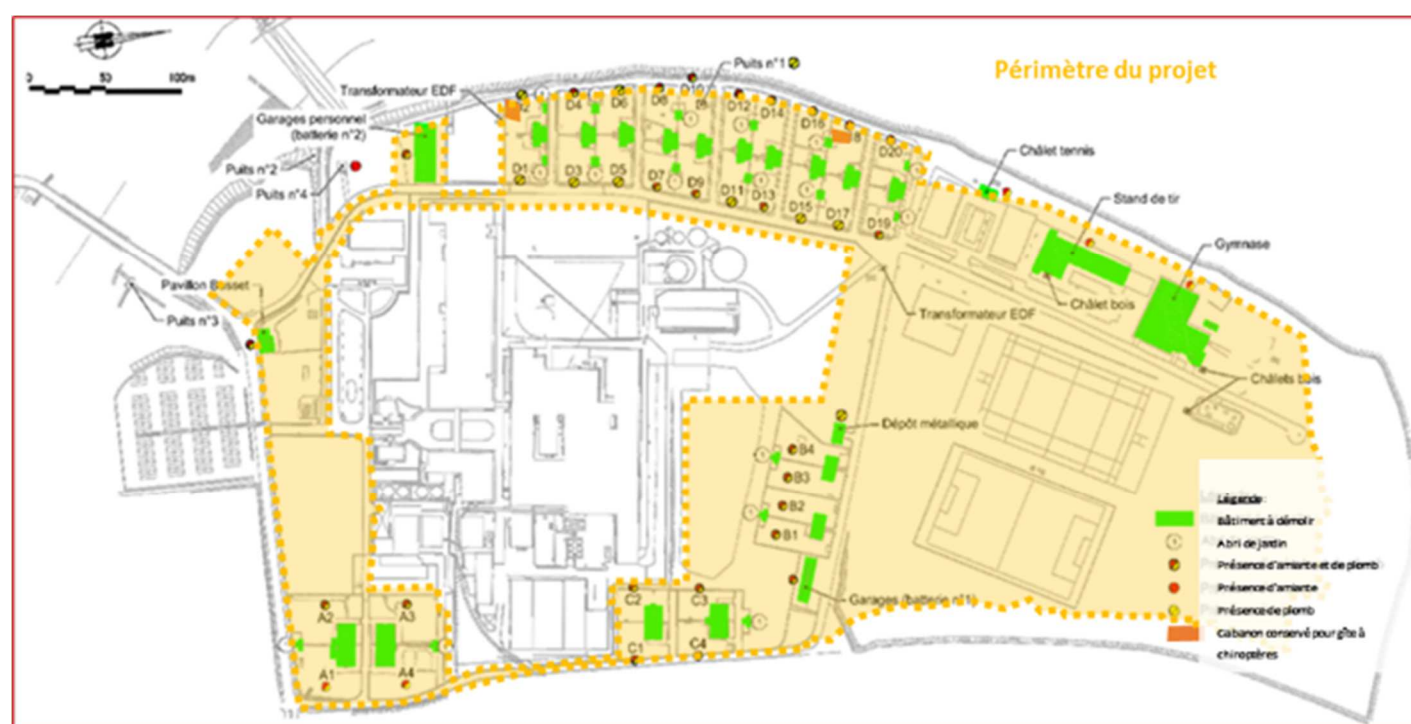 Périmètre du projet
0 50 100m
Puits n°1
Transformateur EDF
Garages personnel
(batterie n°2)
Puits n°2
Puits n°4
D4
D6
D8
D10
D12
D14
D16
D20
D1
D3
D5
D7
D9
D11
D13
D15
D17
D19
Châlet tennis
Stand de tir
Gymnase
Pavillon Bosset
Puits n°3
Châlet bois
Transformateur EDF
Châlets bois
Dépôt métallique
B4
B3
B2
B1
Garages (batterie n°1)
A2
A3
A1
A4
C2
C3
C1
C4
Légende
Bâtiment à démolir
Abri de jardin
Présence d'amiante et de plomb
Présence d'amiante
Présence de plomb
Cabanon conservé pour gîte à
chiroptères